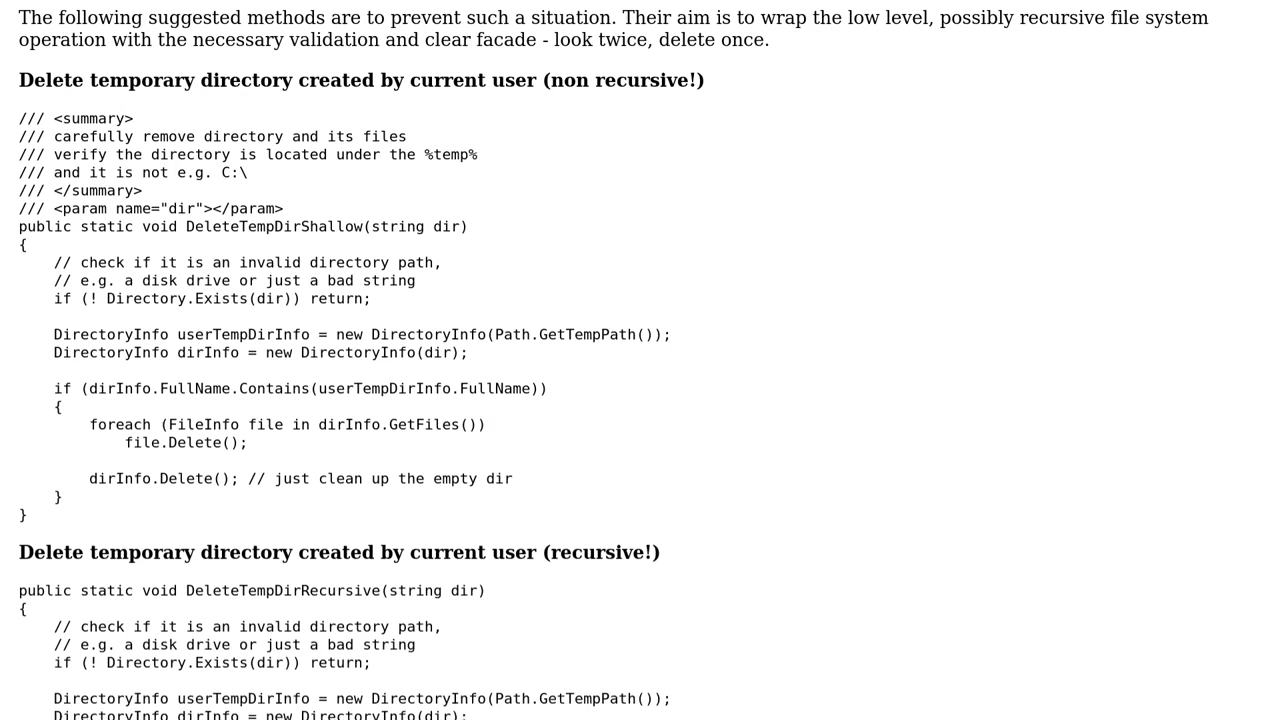 The following suggested methods are to prevent such a situation. Their aim is to wrap the low level, possibly recursive file system
operation with the necessary validation and clear facade - look twice, delete once.
Delete temporary directory created by current user (non recursive!)
/// <summary>
/// carefully remove directory and its files
/// verify the directory is located under the %temp%
/// and it is not e.g. C:\
/// </summary>
/// <param name="dir"></param>
public static void DeleteTempDirShallow(string dir)
{
    // check if it is an invalid directory path,
    // e.g. a disk drive or just a bad string
    if (! Directory.Exists(dir)) return;

    DirectoryInfo userTempDirInfo = new DirectoryInfo(Path.GetTempPath());
    DirectoryInfo dirInfo = new DirectoryInfo(dir);

    if (dirInfo.FullName.Contains(userTempDirInfo.FullName))
    {
        foreach (FileInfo file in dirInfo.GetFiles())
            file.Delete();

        dirInfo.Delete(); // just clean up the empty dir
    }
}
Delete temporary directory created by current user (recursive!)
public static void DeleteTempDirRecursive(string dir)
{
    // check if it is an invalid directory path,
    // e.g. a disk drive or just a bad string
    if (! Directory.Exists(dir)) return;

    DirectoryInfo userTempDirInfo = new DirectoryInfo(Path.GetTempPath());
    DirectoryInfo dirInfo = new DirectoryInfo(dir);